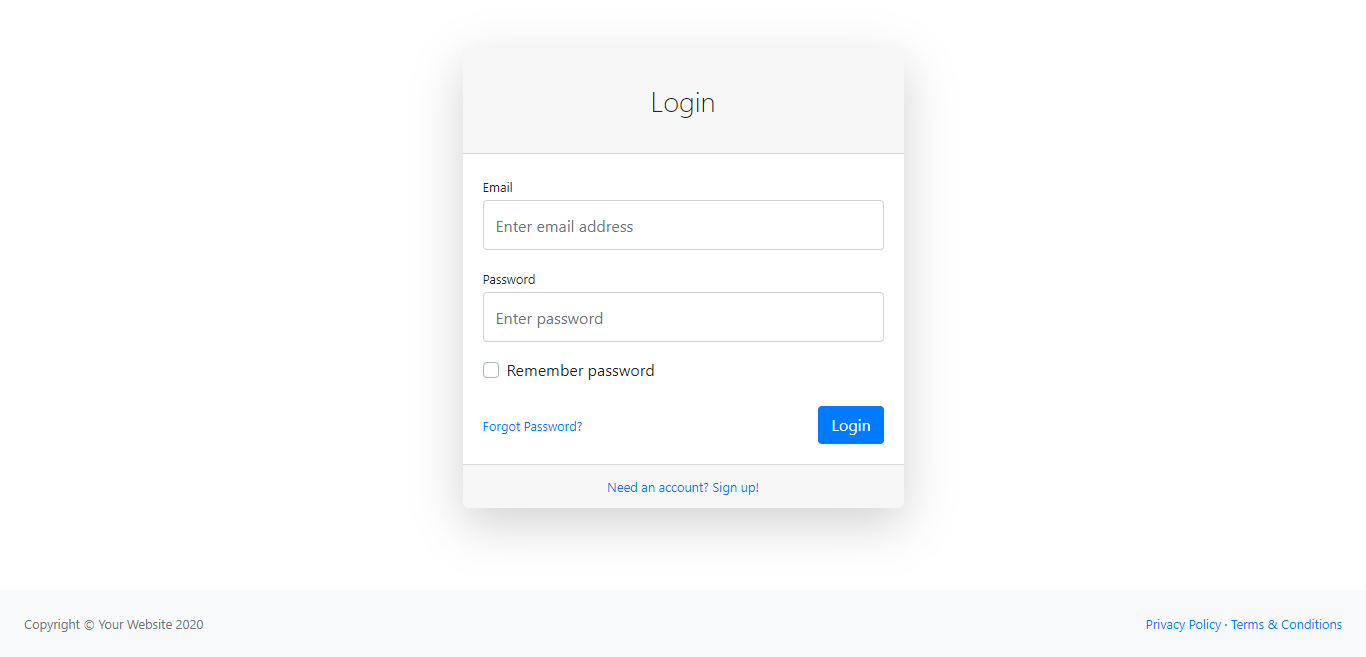 Login
Email
Enter email address
Password
Enter password
Remember password
Forgot Password?
Login
Need an account? Sign up!
Copyright © Your Website 2020
Privacy Policy · Terms & Conditions